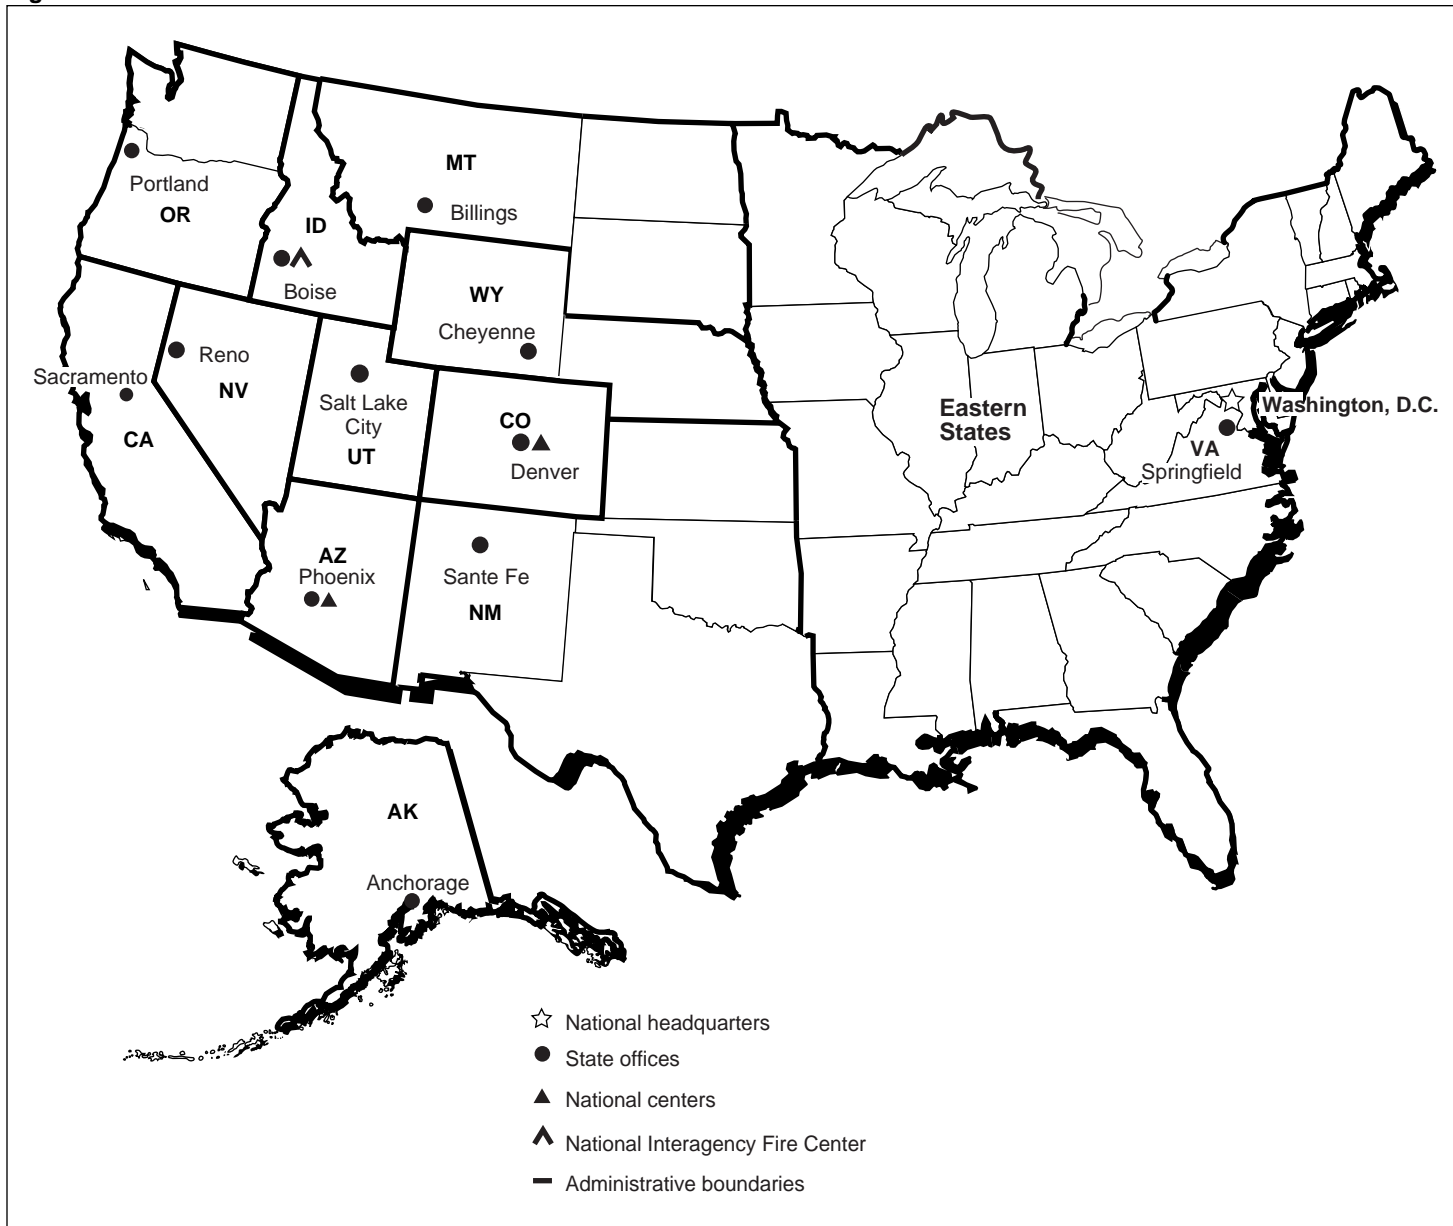 MT
Portland
OR
Billings
ID
Boise
WY
Cheyenne
Reno
NV
Sacramento
CA
Salt Lake
City
UT
CO
Denver
Eastern
States
Washington, D.C.
VA
Springfield
AZ
Phoenix
Sante Fe
NM
AK
Anchorage
National headquarters
State offices
National centers
National Interagency Fire Center
Administrative boundaries